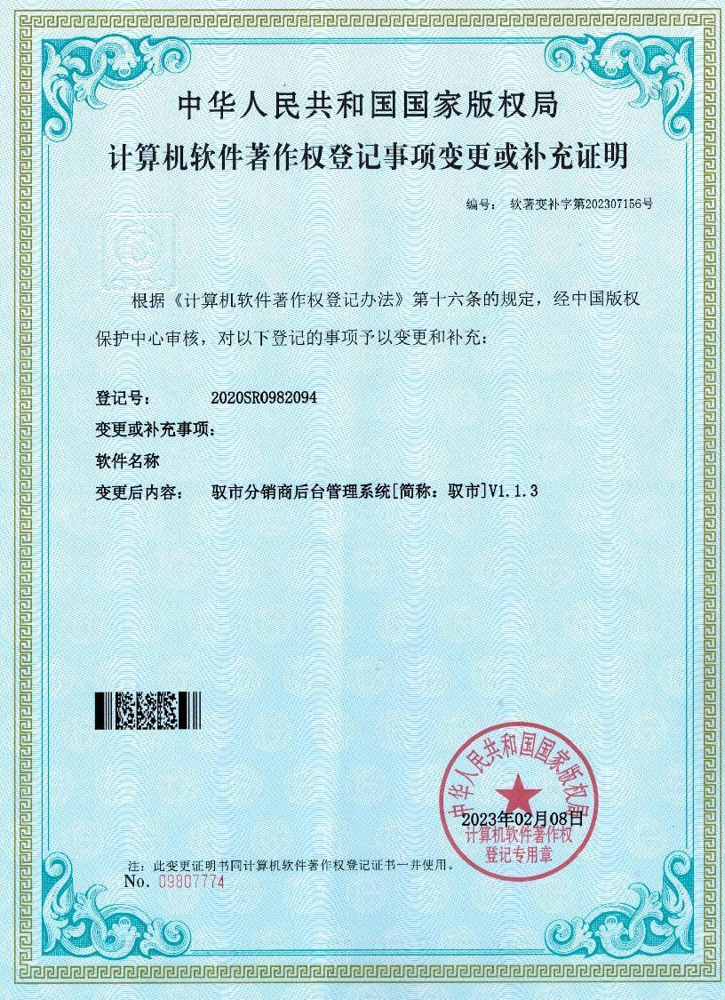 中华人民共和国国家版权局
计算机软件著作权登记事项变更或补充证明
编号： 软著变补字第202307156号
根据《计算机软件著作权登记办法》第十六条的规定，经中国版权
保护中心审核，对以下登记的事项予以变更和补充：
登记号： 2020SR0982094
变更或补充事项：
软件名称
变更后内容： 驭市分销商后台管理系统[简称：驭市]V1.1.3
中华人民共和国国家版权局
2023年02月08日
计算机软件著作权
登记专用章
注：此变更证明书同计算机软件著作权登记证书一并使用。
No. 09807774